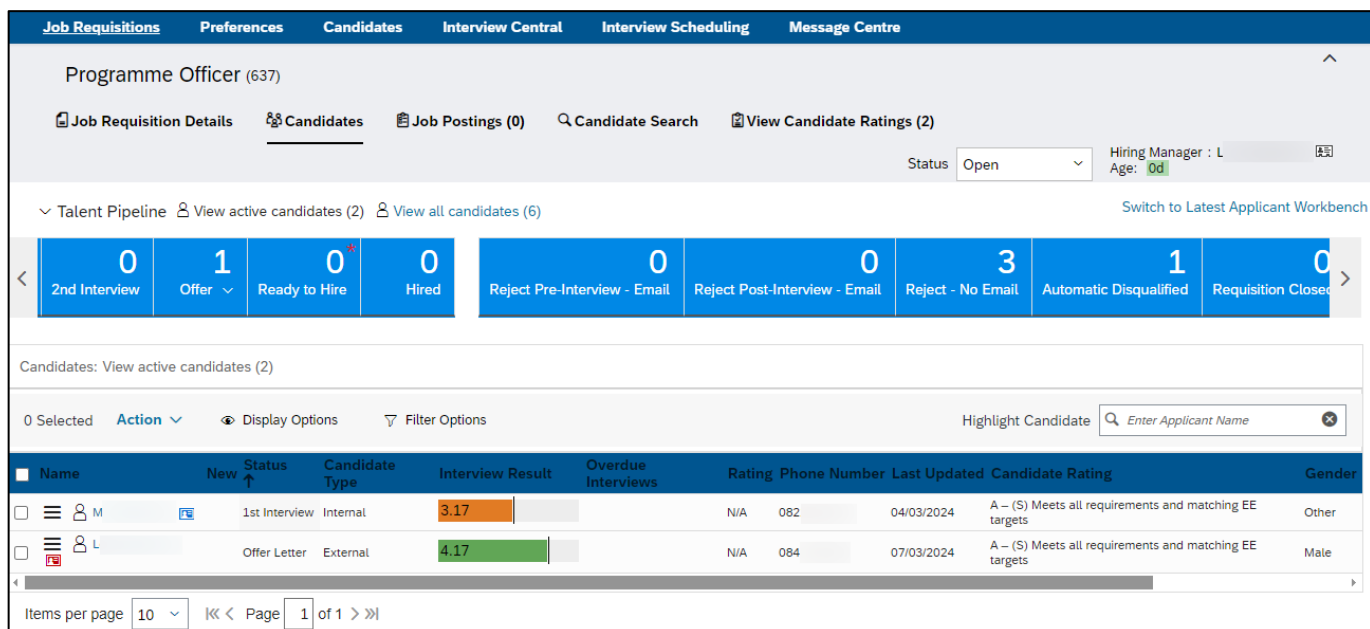 Job Requisitions Preferences Candidates Interview Central Interview Scheduling Message Centre
Programme Officer (637)
Job Requisition Details Candidates Job Postings (0) Candidate Search View Candidate Ratings (2)
Status Open Hiring Manager : L
Age: 0d
Talent Pipeline View active candidates (2) View all candidates (6) Switch to Latest Applicant Workbench
0 1 0* 0 0 0 3 1 0
2nd Interview Offer Ready to Hire Hired Reject Pre-Interview - Email Reject Post-Interview - Email Reject - No Email Automatic Disqualified Requisition Closed
Candidates: View active candidates (2)
0 Selected Action Display Options Filter Options Highlight Candidate Enter Applicant Name
Name New Status Candidate Type Interview Result Overdue Interviews Rating Phone Number Last Updated Candidate Rating Gender
M 1st Interview Internal 3.17 N/A 082 04/03/2024 A – (S) Meets all requirements and matching EE targets Other
L Offer Letter External 4.17 N/A 084 07/03/2024 A – (S) Meets all requirements and matching EE targets Male
Items per page 10 Page 1 of 1